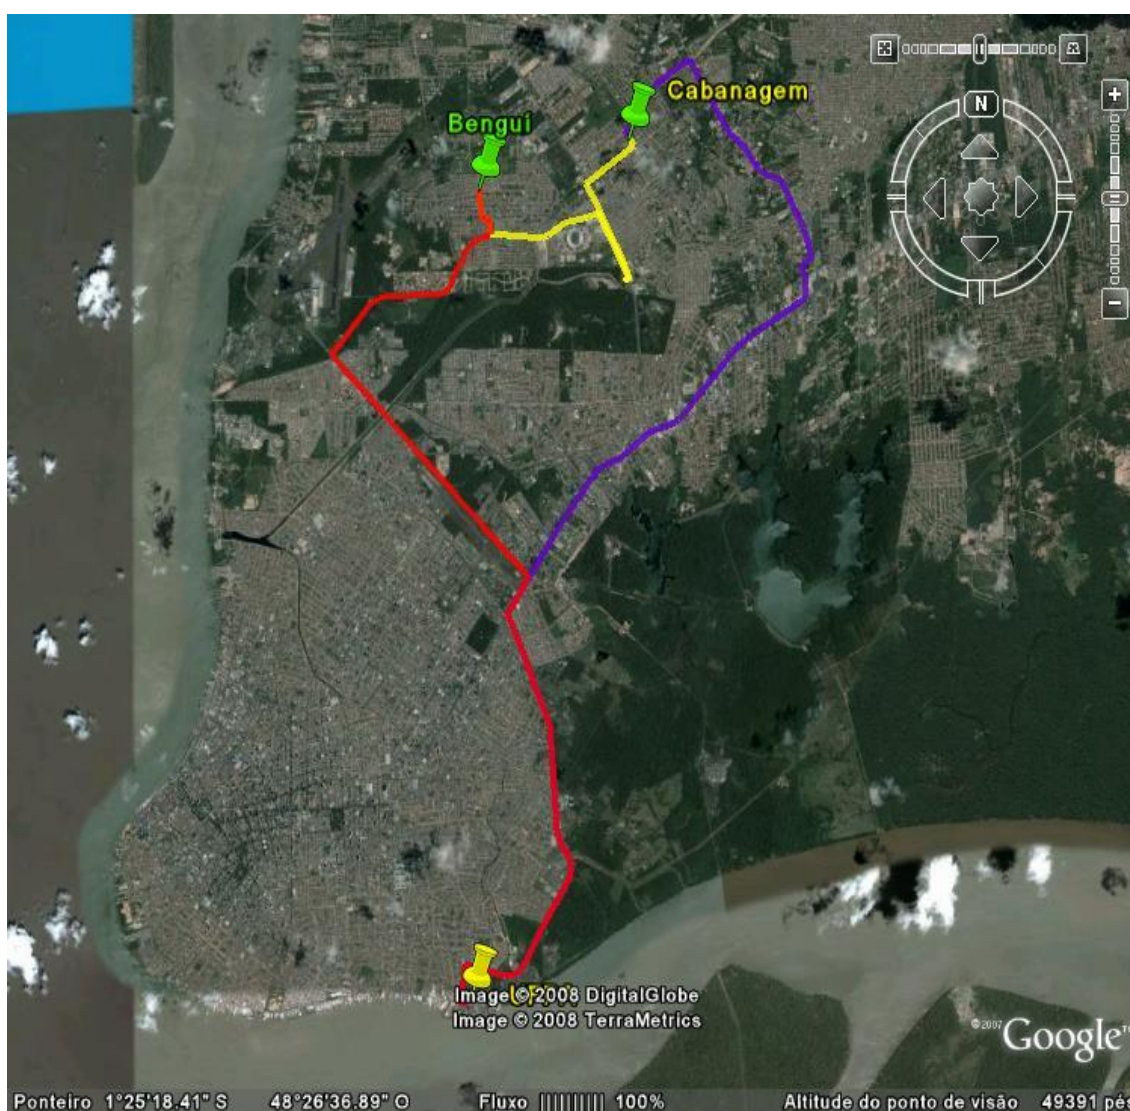 N
Cabanagem
Benguí
Image © 2008 DigitalGlobe
Image © 2008 TerraMetrics
©2007 Google™
Ponteiro 1°25'18.41" S 48°26'36.89" O Fluxo |||||||||| 100% Altitude do ponto de visão 49391 pés